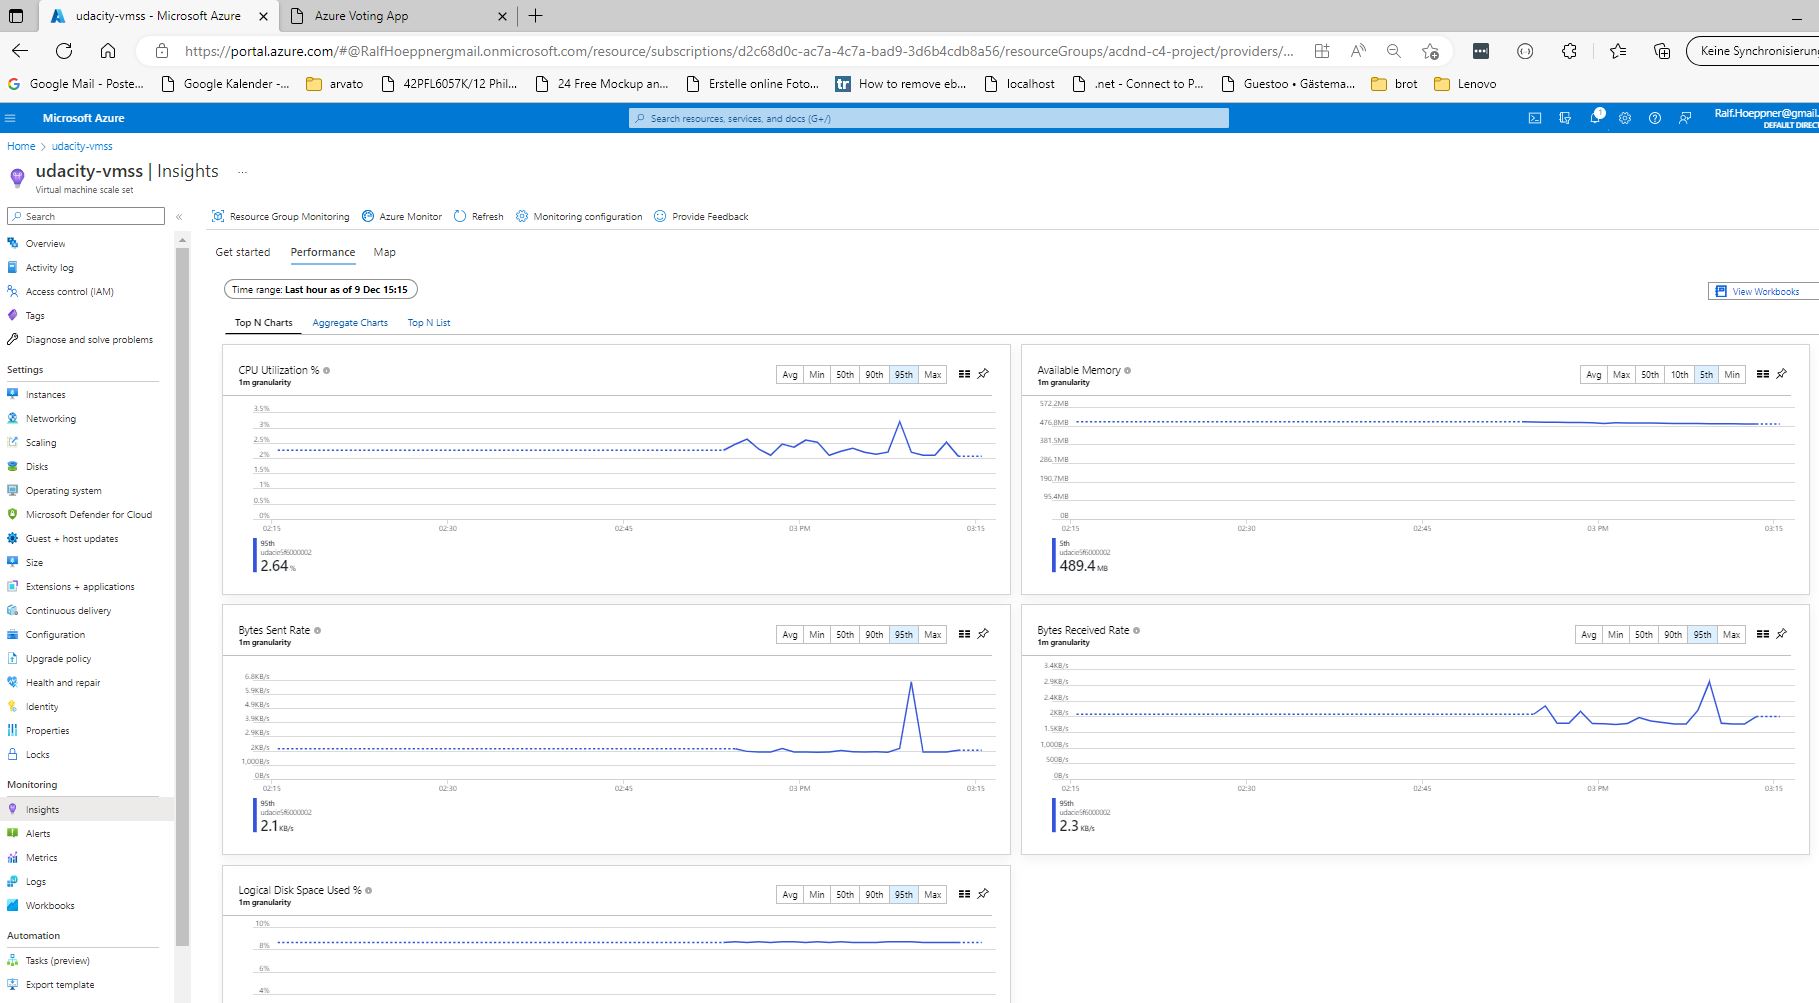 udacity-vmss - Microsoft Azure
Azure Voting App
https://portal.azure.com/#@RalfHoeppnergmail.onmicrosoft.com/resource/subscriptions/d2c68d0c-ac7a-4c7a-bad9-3d6b4cdb8a56/resourceGroups/acdnd-c4-project/providers/...
Keine Synchronisierun
Google Mail - Poste... Google Kalender -... arvato 42PFL6057K/12 Phil... 24 Free Mockup an... Erstelle online Foto... How to remove eb... localhost .net - Connect to P... Guestoo • Gästema... brot Lenovo
Microsoft Azure
Search resources, services, and docs (G+/)
1
Ralf.Hoeppner@gmail.
DEFAULT DIRECT
Home > udacity-vmss
udacity-vmss | Insights ...
Virtual machine scale set
Search
«
Overview
Activity log
Access control (IAM)
Tags
Diagnose and solve problems
Settings
Instances
Networking
Scaling
Disks
Operating system
Microsoft Defender for Cloud
Guest + host updates
Size
Extensions + applications
Continuous delivery
Configuration
Upgrade policy
Health and repair
Identity
Properties
Locks
Monitoring
Insights
Alerts
Metrics
Logs
Workbooks
Automation
Tasks (preview)
Export template
Resource Group Monitoring Azure Monitor Refresh Monitoring configuration Provide Feedback
Get started Performance Map
Time range: Last hour as of 9 Dec 15:15
View Workbooks
Top N Charts Aggregate Charts Top N List
CPU Utilization %
1m granularity
Avg Min 50th 90th 95th Max
3.5%
3%
2.5%
2%
1.5%
1%
0.5%
0%
02:15 02:30 02:45 03 PM 03:15
95th
udacie5f6000002
2.64%
Available Memory
1m granularity
Avg Max 50th 10th 5th Min
572.2MB
476.8MB
381.5MB
286.1MB
190.7MB
95.4MB
0B
02:15 02:30 02:45 03 PM 03:15
5th
udacie5f6000002
489.4 MB
Bytes Sent Rate
1m granularity
Avg Min 50th 90th 95th Max
6.8KB/s
5.9KB/s
4.9KB/s
3.9KB/s
2.9KB/s
2KB/s
1,000B/s
0B/s
02:15 02:30 02:45 03 PM 03:15
95th
udacie5f6000002
2.1 KB/s
Bytes Received Rate
1m granularity
Avg Min 50th 90th 95th Max
3.4KB/s
2.9KB/s
2.4KB/s
2KB/s
1.5KB/s
1,000B/s
500B/s
0B/s
02:15 02:30 02:45 03 PM 03:15
95th
udacie5f6000002
2.3 KB/s
Logical Disk Space Used %
1m granularity
Avg Min 50th 90th 95th Max
10%
8%
6%
4%